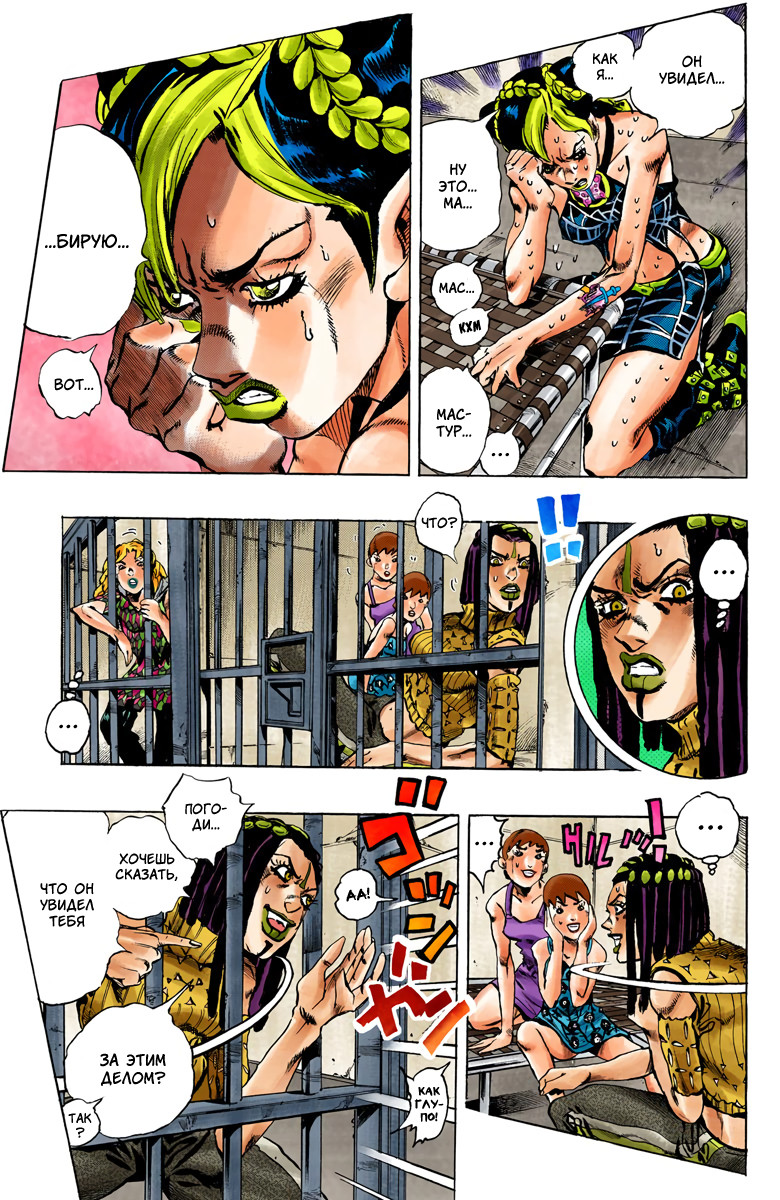 ОН
УВИДЕЛ...
КАК
Я...
НУ
ЭТО...
МА...
МАС...
КХМ
МАС-
ТУР...
...
...БИРУЮ...
ВОТ...
...
ЧТО?
!!
...
...
!
HILʼʼʼ
...
ПОГО-
ДИ...
ХОЧЕШЬ
СКАЗАТЬ,
ЧТО ОН
УВИДЕЛ
ТЕБЯ
АА!
ЗА ЭТИМ
ДЕЛОМ?
ТАК
?
КАК
ГЛУ-
ПО!